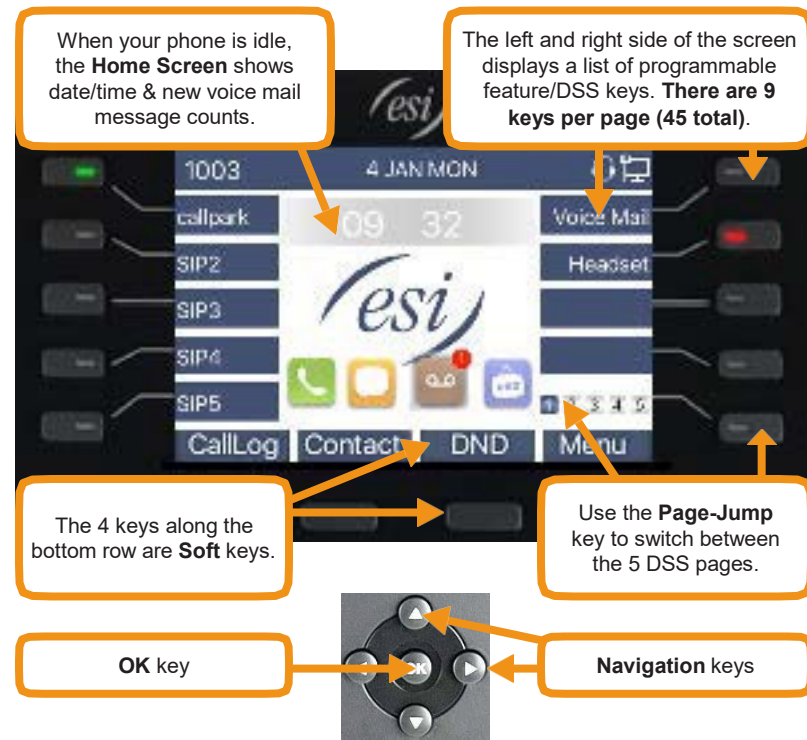 When your phone is idle,
the Home Screen shows
date/time & new voice mail
message counts.
The left and right side of the screen
displays a list of programmable
feature/DSS keys. There are 9
keys per page (45 total).
esi
1003 4 JAN MON
callpark
09 32
Voice Mail
SIP2
Headset
SIP3
esi
SIP4
SIP5
1 2 3 4 5
CallLog Contact DND Menu
The 4 keys along the
bottom row are Soft keys.
Use the Page-Jump
key to switch between
the 5 DSS pages.
OK key
OK
Navigation keys